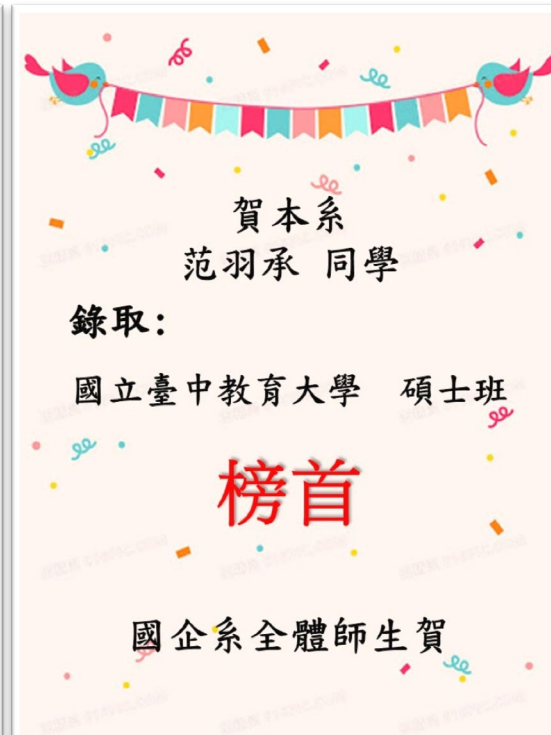 賀本系
范羽承 同學
錄取:
國立臺中教育大學 碩士班
榜首
國企系全體師生賀